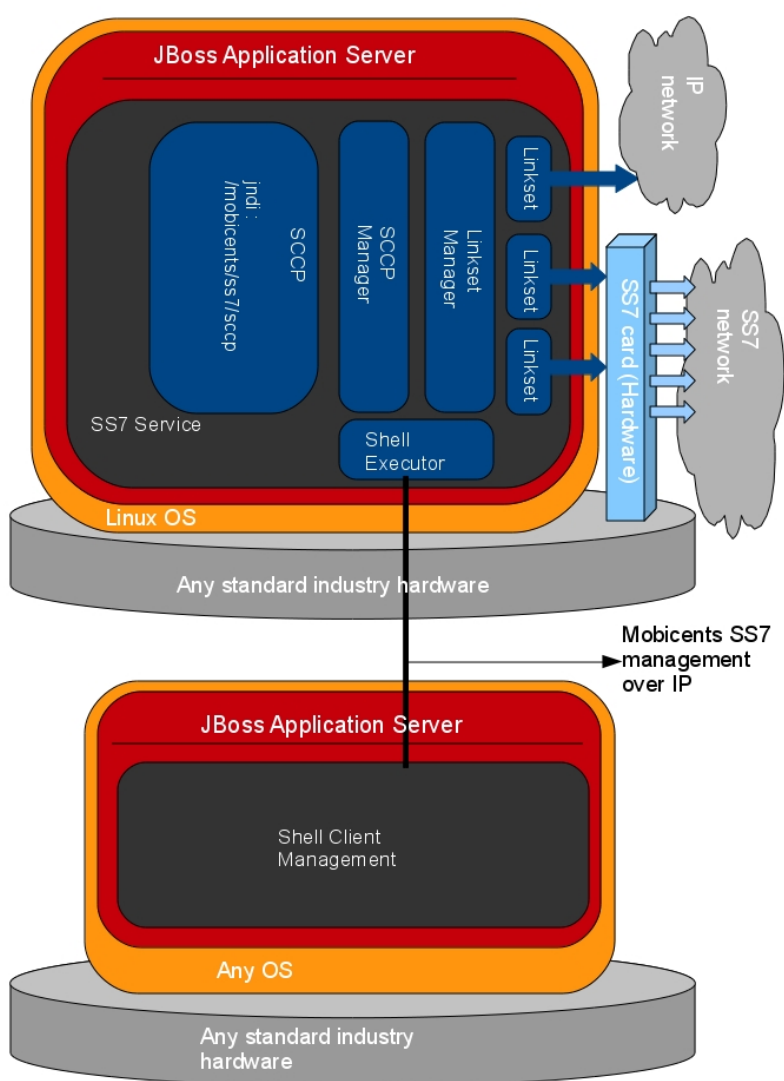 JBoss Application Server
IP
network
jndi :
/mobicents/ss7/sccp
SCCP
SCCP
Manager
Linkset
Manager
Linkset
Linkset
Linkset
SS7 card (Hardware)
SS7
network
SS7 Service
Shell
Executor
Linux OS
Any standard industry hardware
Mobicents SS7
management
over IP
JBoss Application Server
Shell Client
Management
Any OS
Any standard industry
hardware